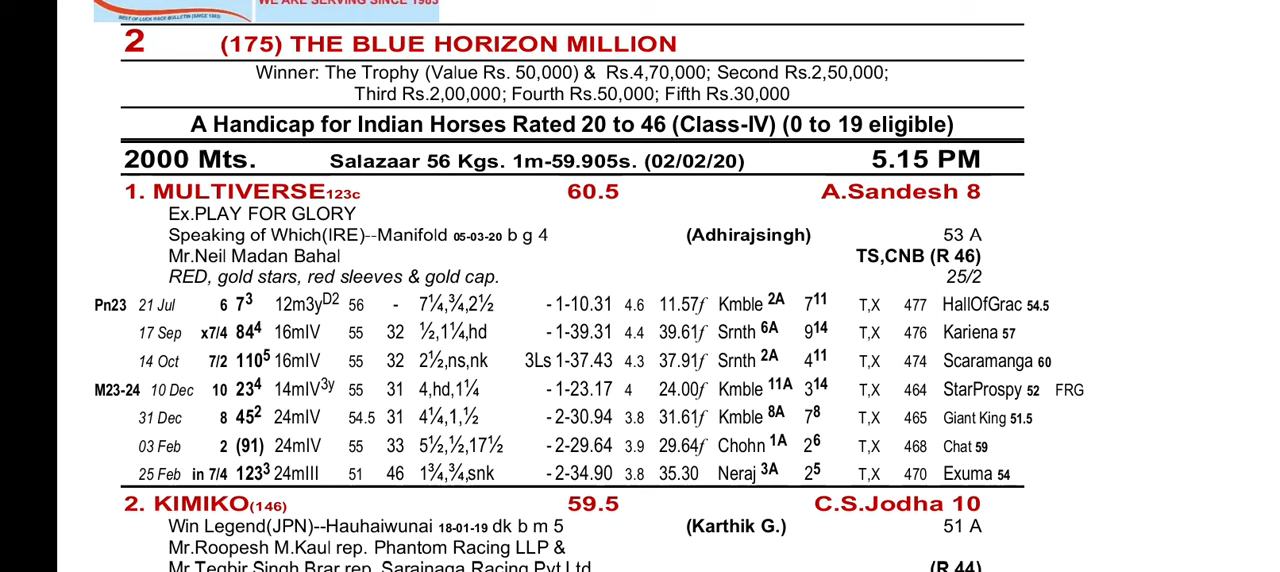 WE ARE SERVING SINCE 1983
BEST OF LUCK RACE BULLETIN (SINCE 1983)
2 (175) THE BLUE HORIZON MILLION
Winner: The Trophy (Value Rs. 50,000) & Rs.4,70,000; Second Rs.2,50,000;
Third Rs.2,00,000; Fourth Rs.50,000; Fifth Rs.30,000
A Handicap for Indian Horses Rated 20 to 46 (Class-IV) (0 to 19 eligible)
2000 Mts. Salazaar 56 Kgs. 1m-59.905s. (02/02/20) 5.15 PM
1. MULTIVERSE123c 60.5 A.Sandesh 8
Ex.PLAY FOR GLORY
Speaking of Which(IRE)--Manifold 05-03-20 b g 4 (Adhirajsingh) 53 A
Mr.Neil Madan Bahal TS,CNB (R 46)
RED, gold stars, red sleeves & gold cap. 25/2
Pn23 21 Jul 6 7³ 12m3yD2 56 - 7¼,¾,2½ - 1-10.31 4.6 11.57f Kmble 2A 7¹¹ T,X 477 HallOfGrac 54.5
17 Sep x7/4 84⁴ 16mIV 55 32 ½,1¼,hd - 1-39.31 4.4 39.61f Srnth 6A 9¹⁴ T,X 476 Kariena 57
14 Oct 7/2 110⁵ 16mIV 55 32 2½,ns,nk 3Ls 1-37.43 4.3 37.91f Srnth 2A 4¹¹ T,X 474 Scaramanga 60
M23-24 10 Dec 10 23⁴ 14mIV3y 55 31 4,hd,1¼ - 1-23.17 4 24.00f Kmble 11A 3¹⁴ T,X 464 StarProspy 52 FRG
31 Dec 8 45² 24mIV 54.5 31 4¼,1,½ - 2-30.94 3.8 31.61f Kmble 8A 7⁸ T,X 465 Giant King 51.5
03 Feb 2 (91) 24mIV 55 33 5½,½,17½ - 2-29.64 3.9 29.64f Chohn 1A 2⁶ T,X 468 Chat 59
25 Feb in 7/4 123³ 24mIII 51 46 1¾,¾,snk - 2-34.90 3.8 35.30 Neraj 3A 2⁵ T,X 470 Exuma 54
2. KIMIKO(146) 59.5 C.S.Jodha 10
Win Legend(JPN)--Hauhaiwunai 18-01-19 dk b m 5 (Karthik G.) 51 A
Mr.Roopesh M.Kaul rep. Phantom Racing LLP &
Mr.Tegbir Singh Brar rep. Sarainaga Racing Pvt Ltd (R 44)